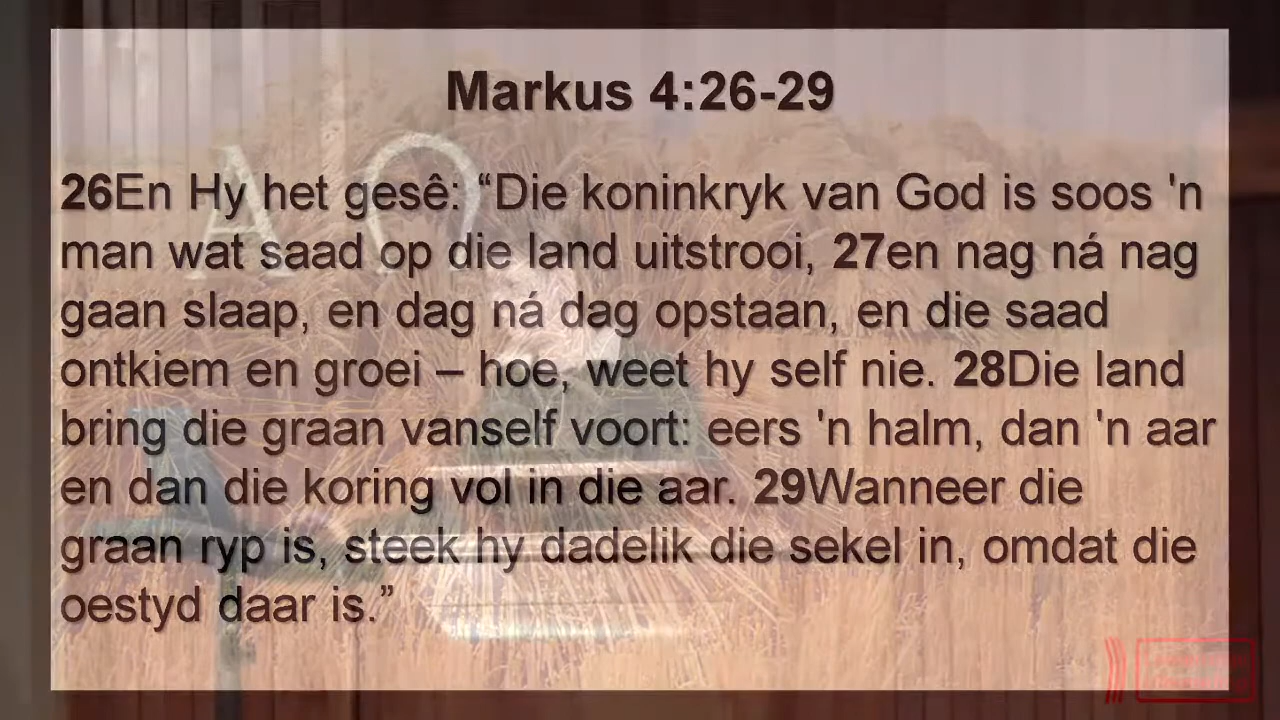 Markus 4:26-29
26En Hy het gesê: “Die koninkryk van God is soos 'n
man wat saad op die land uitstrooi, 27en nag ná nag
gaan slaap, en dag ná dag opstaan, en die saad
ontkiem en groei – hoe, weet hy self nie. 28Die land
bring die graan vanself voort: eers 'n halm, dan 'n aar
en dan die koring vol in die aar. 29Wanneer die
graan ryp is, steek hy dadelik die sekel in, omdat die
oestyd daar is.”
Α Ω